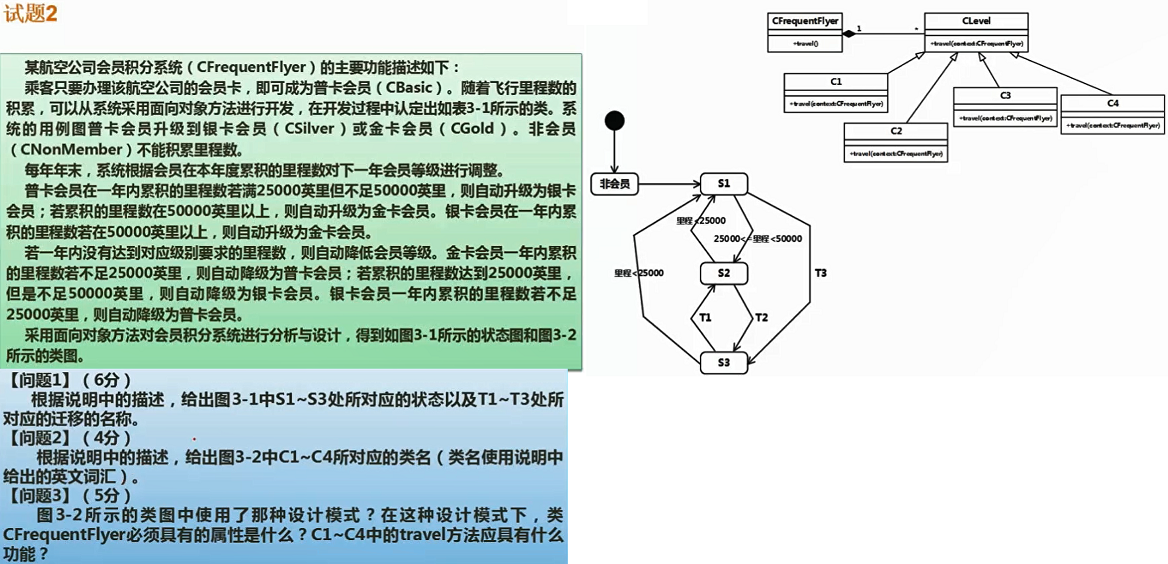 试题2
某航空公司会员积分系统（CFrequentFlyer）的主要功能描述如下：
乘客只要办理该航空公司的会员卡，即可成为普卡会员（CBasic）。随着飞行里程数的
积累，可以从系统采用面向对象方法进行开发，在开发过程中认定出如表3-1所示的类。系
统的用例图普卡会员升级到银卡会员（CSilver）或金卡会员（CGold）。非会员
（CNonMember）不能积累里程数。
每年年末，系统根据会员在本年度累积的里程数对下一年会员等级进行调整。
普卡会员在一年内累积的里程数若满25000英里但不足50000英里，则自动升级为银卡
会员；若累积的里程数在50000英里以上，则自动升级为金卡会员。银卡会员在一年内累
积的里程数若在50000英里以上，则自动升级为金卡会员。
若一年内没有达到对应级别要求的里程数，则自动降低会员等级。金卡会员一年内累积
的里程数若不足25000英里，则自动降级为普卡会员；若累积的里程数达到25000英里，
但是不足50000英里，则自动降级为银卡会员。银卡会员一年内累积的里程数若不足
25000英里，则自动降级为普卡会员。
采用面向对象方法对会员积分系统进行分析与设计，得到如图3-1所示的状态图和图3-2
所示的类图。
【问题1】（6分）
根据说明中的描述，给出图3-1中S1~S3处所对应的状态以及T1~T3处所
对应的迁移的名称。
【问题2】（4分）
根据说明中的描述，给出图3-2中C1~C4所对应的类名（类名使用说明中
给出的英文词汇）。
【问题3】（5分）
图3-2所示的类图中使用了那种设计模式？在这种设计模式下，类
CFrequentFlyer必须具有的属性是什么？C1~C4中的travel方法应具有什么
功能？
CFrequentFlyer
+travel()
1
*
CLevel
+travel(context:CFrequentFlyer)
C1
+travel(context:CFrequentFlyer)
C2
+travel(context:CFrequentFlyer)
C3
+travel(context:CFrequentFlyer)
C4
+travel(context:CFrequentFlyer)
非会员
S1
里程<25000
25000<=里程<50000
里程<25000
S2
T3
T1
T2
S3